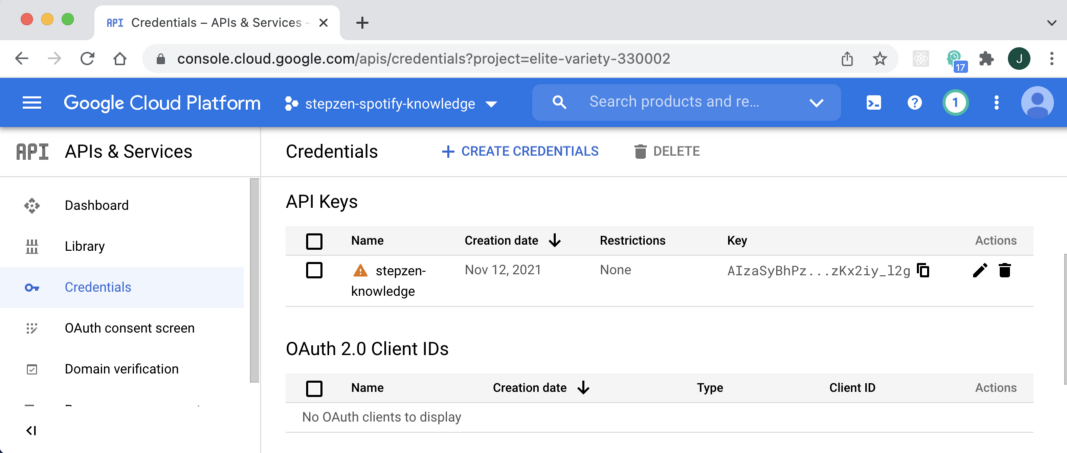 API Credentials – APIs & Services -
console.cloud.google.com/apis/credentials?project=elite-variety-330002
17
J
Google Cloud Platform
stepzen-spotify-knowledge
Search products and re...
1
API APIs & Services
Credentials
CREATE CREDENTIALS
DELETE
Dashboard
Library
Credentials
OAuth consent screen
Domain verification
API Keys
Name Creation date Restrictions Key Actions
stepzen-knowledge Nov 12, 2021 None AIzaSyBhPz...zKx2iy_l2g
OAuth 2.0 Client IDs
Name Creation date Type Client ID Actions
No OAuth clients to display